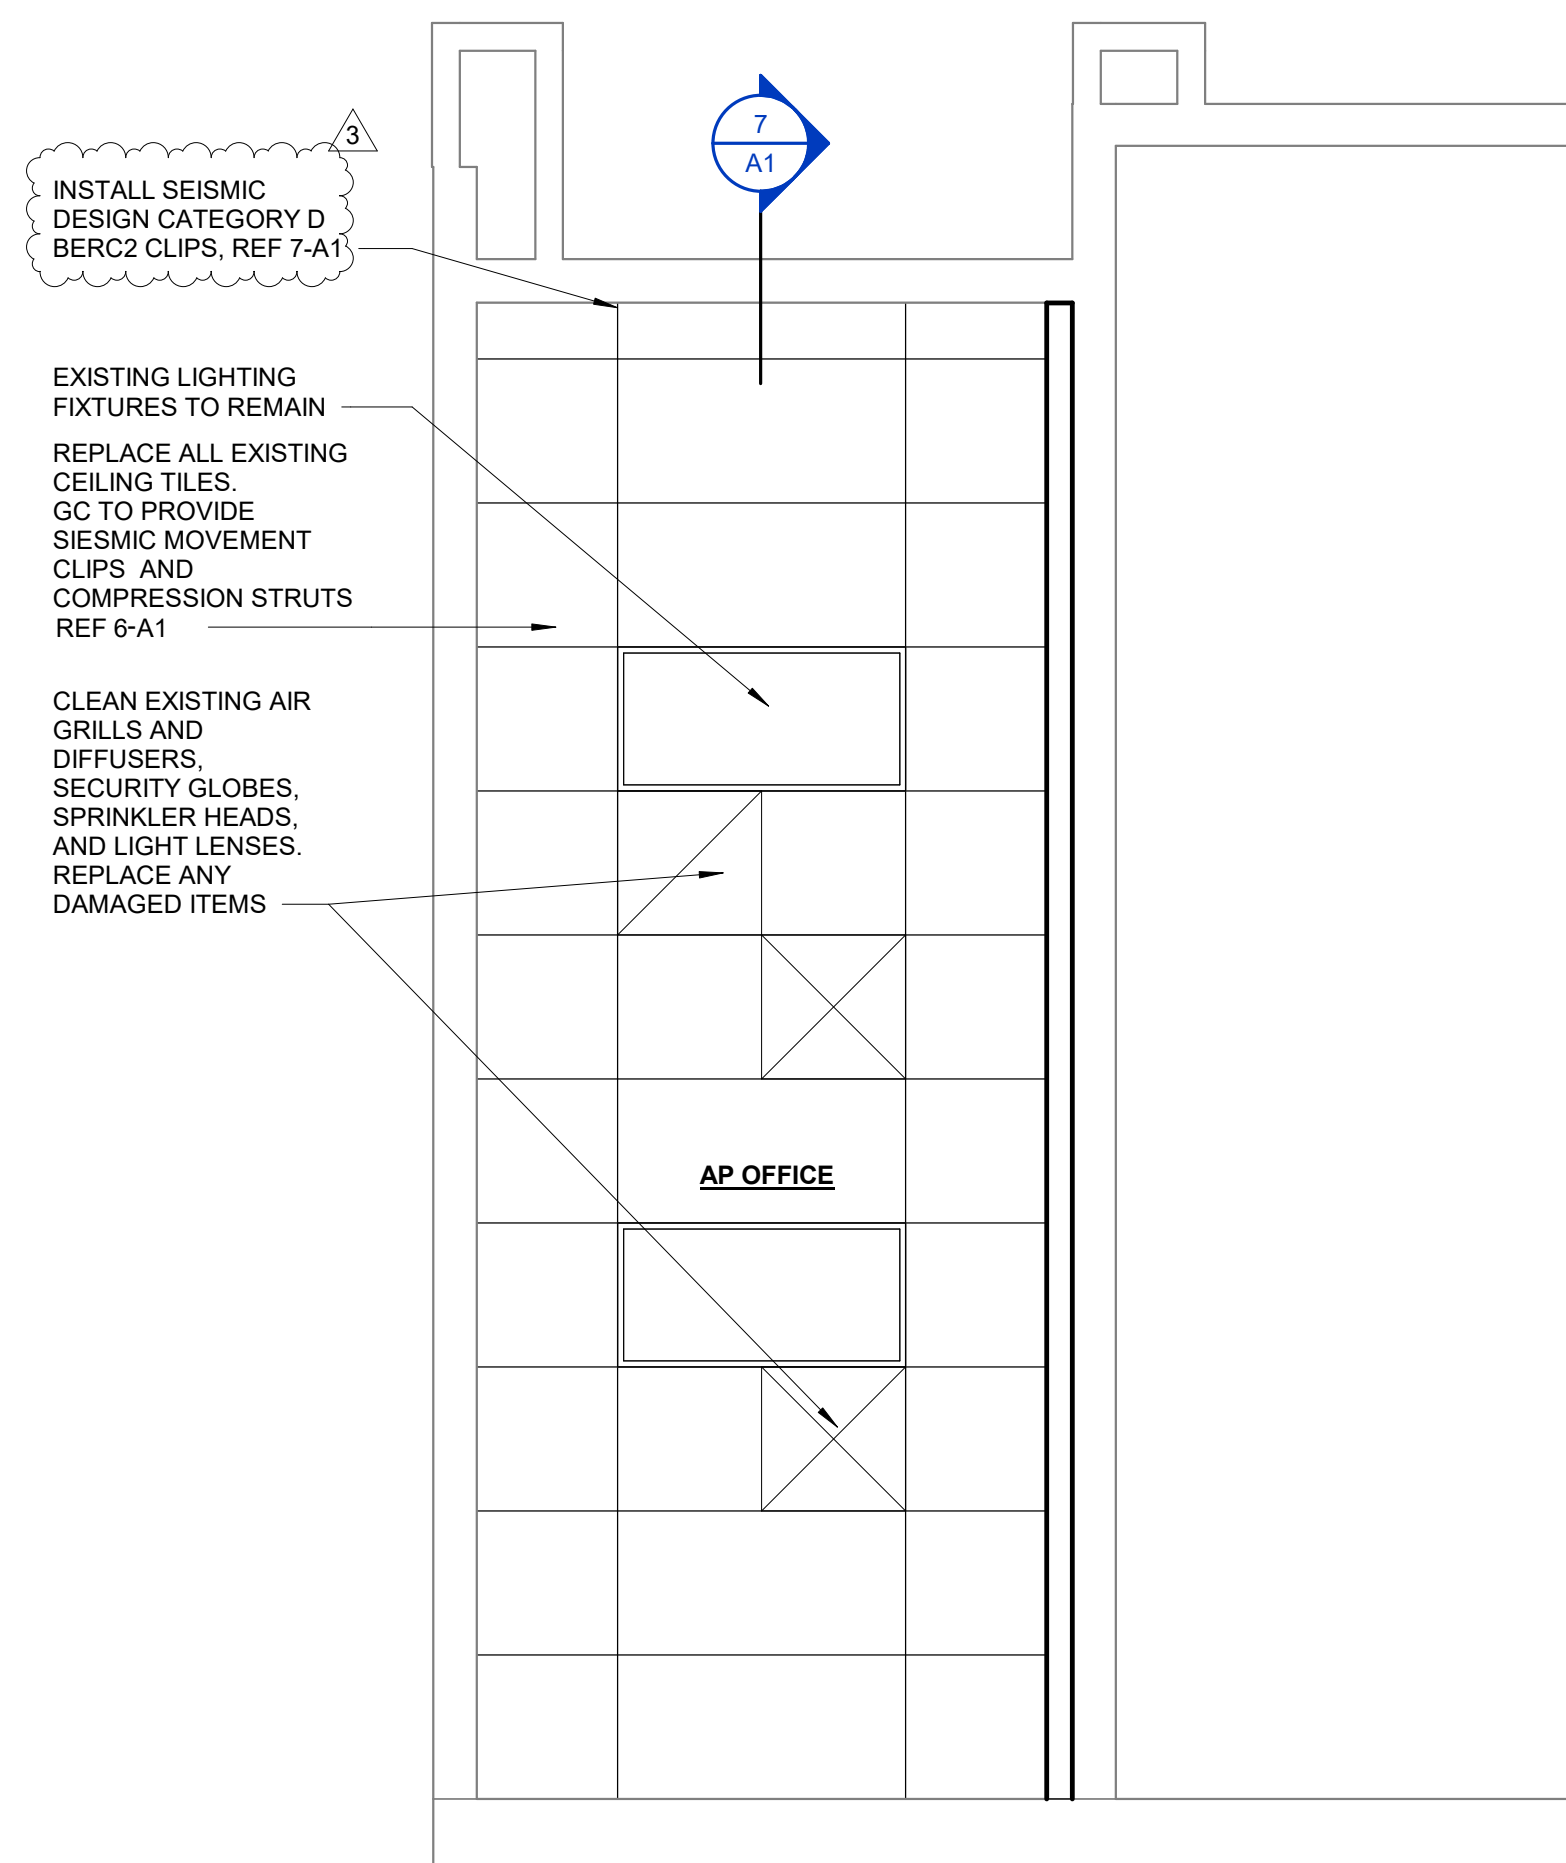 3
7
A1
INSTALL SEISMIC
DESIGN CATEGORY D
BERC2 CLIPS, REF 7-A1
EXISTING LIGHTING
FIXTURES TO REMAIN
REPLACE ALL EXISTING
CEILING TILES.
GC TO PROVIDE
SIESMIC MOVEMENT
CLIPS AND
COMPRESSION STRUTS
REF 6-A1
CLEAN EXISTING AIR
GRILLS AND
DIFFUSERS,
SECURITY GLOBES,
SPRINKLER HEADS,
AND LIGHT LENSES.
REPLACE ANY
DAMAGED ITEMS
AP OFFICE